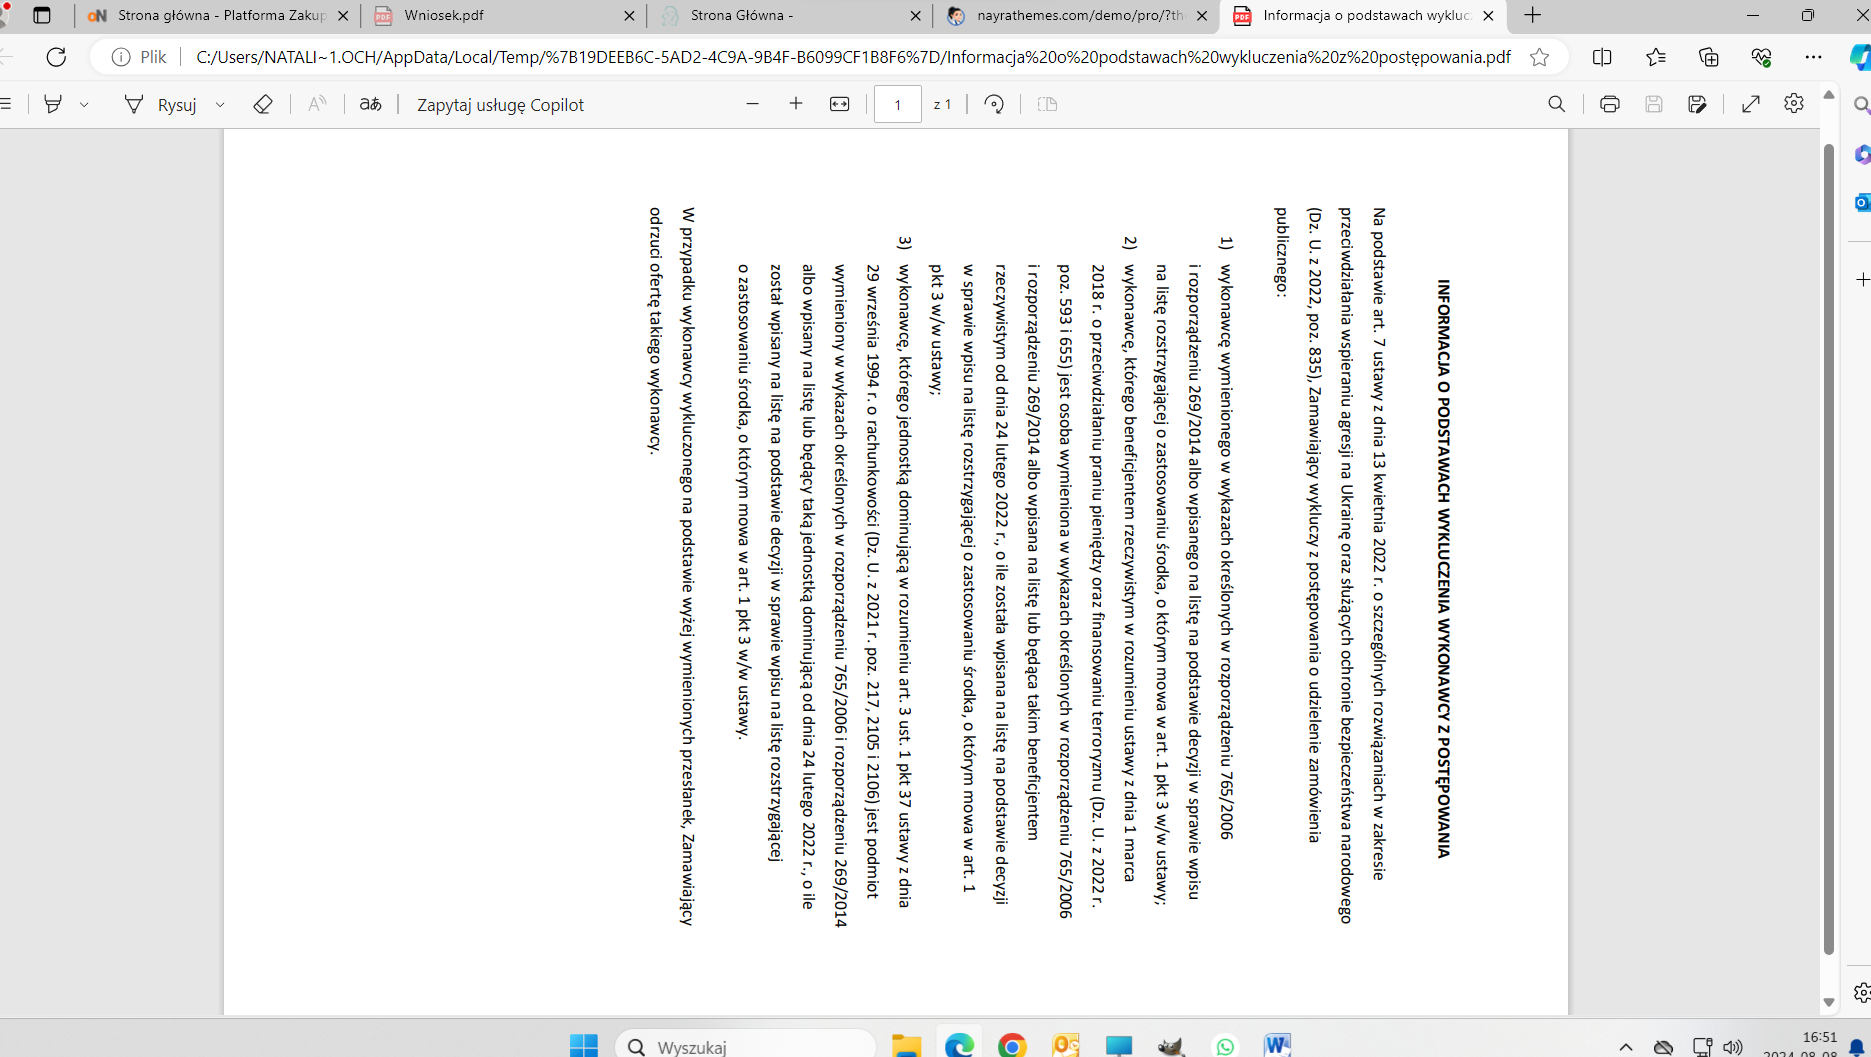 oN Strona główna - Platforma Zakup
Wniosek.pdf
Strona Główna -
nayrathemes.com/demo/pro/?th
Informacja o podstawach wykluc
Plik
C:/Users/NATALI~1.OCH/AppData/Local/Temp/%7B19DEEB6C-5AD2-4C9A-9B4F-B6099CF1B8F6%7D/Informacja%20o%20podstawach%20wykluczenia%20z%20postępowania.pdf
Rysuj
aあ
Zapytaj usługę Copilot
1 z 1
INFORMACJA O PODSTAWACH WYKLUCZENIA WYKONAWCY Z POSTĘPOWANIA
Na podstawie art. 7 ustawy z dnia 13 kwietnia 2022 r. o szczególnych rozwiązaniach w zakresie
przeciwdziałania wspieraniu agresji na Ukrainę oraz służących ochronie bezpieczeństwa narodowego
(Dz. U. z 2022, poz. 835), Zamawiający wykluczy z postępowania o udzielenie zamówienia
publicznego:
1) wykonawcę wymienionego w wykazach określonych w rozporządzeniu 765/2006
i rozporządzeniu 269/2014 albo wpisanego na listę na podstawie decyzji w sprawie wpisu
na listę rozstrzygającej o zastosowaniu środka, o którym mowa w art. 1 pkt 3 w/w ustawy;
2) wykonawcę, którego beneficjentem rzeczywistym w rozumieniu ustawy z dnia 1 marca
2018 r. o przeciwdziałaniu praniu pieniędzy oraz finansowaniu terroryzmu (Dz. U. z 2022 r.
poz. 593 i 655) jest osoba wymieniona w wykazach określonych w rozporządzeniu 765/2006
i rozporządzeniu 269/2014 albo wpisana na listę lub będąca takim beneficjentem
rzeczywistym od dnia 24 lutego 2022 r., o ile została wpisana na listę na podstawie decyzji
w sprawie wpisu na listę rozstrzygającej o zastosowaniu środka, o którym mowa w art. 1
pkt 3 w/w ustawy;
3) wykonawcę, którego jednostką dominującą w rozumieniu art. 3 ust. 1 pkt 37 ustawy z dnia
29 września 1994 r. o rachunkowości (Dz. U. z 2021 r. poz. 217, 2105 i 2106) jest podmiot
wymieniony w wykazach określonych w rozporządzeniu 765/2006 i rozporządzeniu 269/2014
albo wpisany na listę lub będący taką jednostką dominującą od dnia 24 lutego 2022 r., o ile
został wpisany na listę na podstawie decyzji w sprawie wpisu na listę rozstrzygającej
o zastosowaniu środka, o którym mowa w art. 1 pkt 3 w/w ustawy.
W przypadku wykonawcy wykluczonego na podstawie wyżej wymienionych przesłanek, Zamawiający
odrzuci ofertę takiego wykonawcy.
Wyszukaj
16:51
2024-08-08